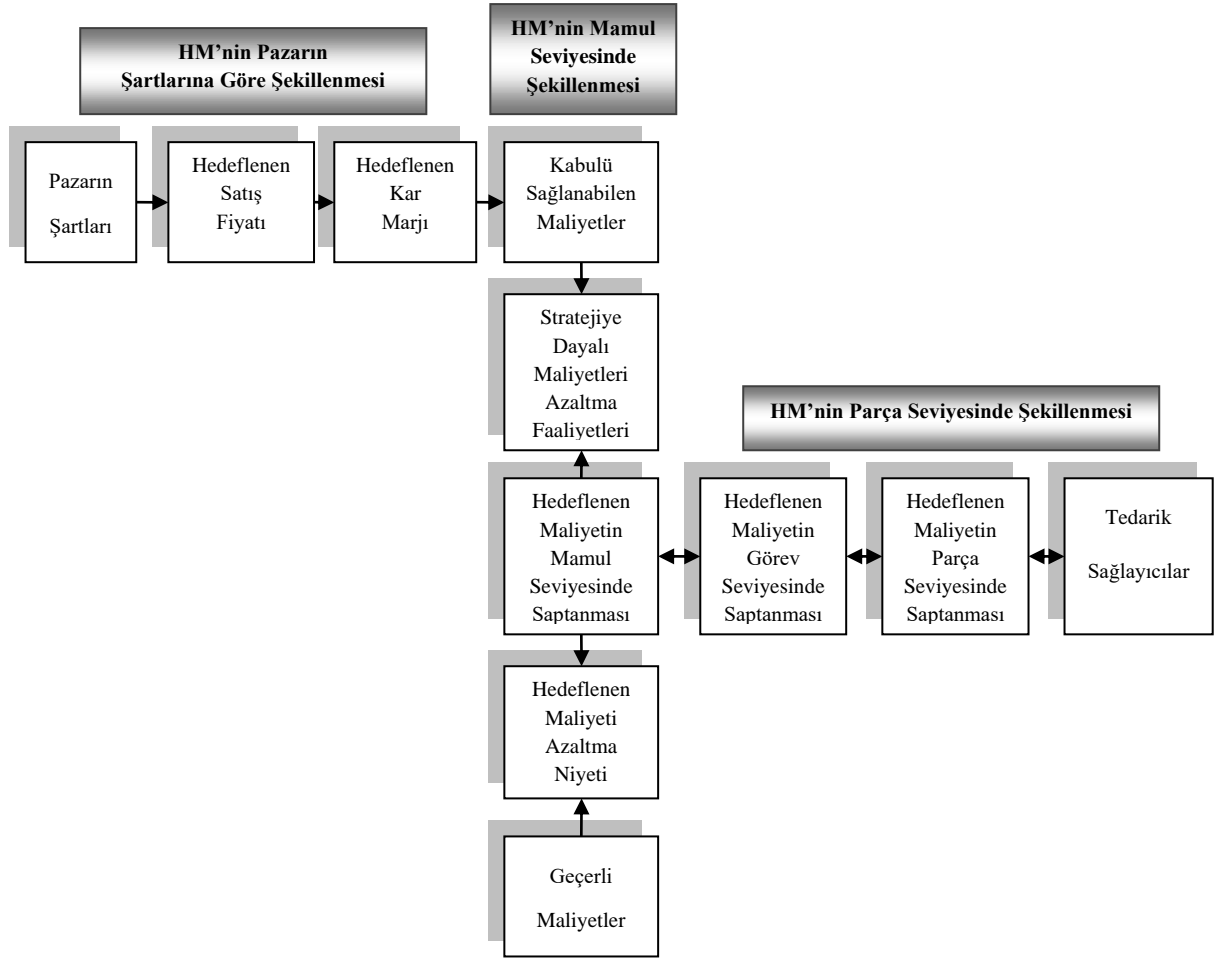 HM’nin Pazarın
Şartlarına Göre Şekillenmesi
HM’nin Mamul
Seviyesinde
Şekillenmesi
Pazarın
Şartları
Hedeflenen
Satış
Fiyatı
Hedeflenen
Kar
Marjı
Kabulü
Sağlanabilen
Maliyetler
Stratejiye
Dayalı
Maliyetleri
Azaltma
Faaliyetleri
HM’nin Parça Seviyesinde Şekillenmesi
Hedeflenen
Maliyetin
Mamul
Seviyesinde
Saptanması
Hedeflenen
Maliyetin
Görev
Seviyesinde
Saptanması
Hedeflenen
Maliyetin
Parça
Seviyesinde
Saptanması
Tedarik
Sağlayıcılar
Hedeflenen
Maliyeti
Azaltma
Niyeti
Geçerli
Maliyetler